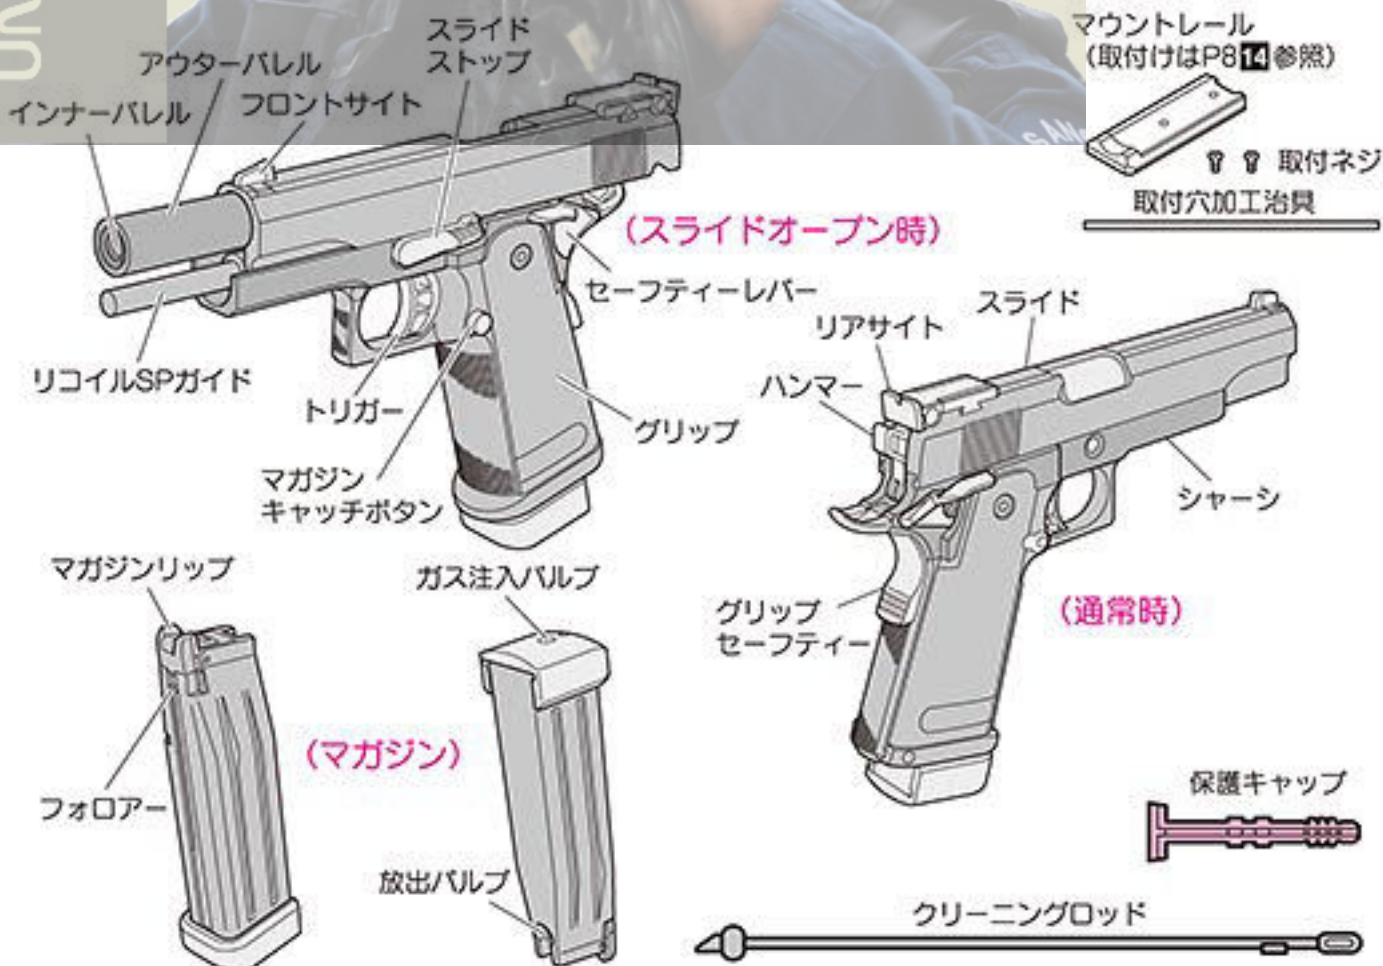 スライド
ストップ
アウターバレル
インナーバレル
フロントサイト
マウントレール
(取付けはP8 14 参照)
取付ネジ
取付穴加工治具
(スライドオープン時)
セーフティーレバー
リコイルSPガイド
トリガー
グリップ
マガジン
キャッチボタン
リアサイト
スライド
ハンマー
シャーシ
グリップ
セーフティー
(通常時)
マガジンリップ
ガス注入バルブ
(マガジン)
フォロアー
放出バルブ
保護キャップ
クリーニングロッド